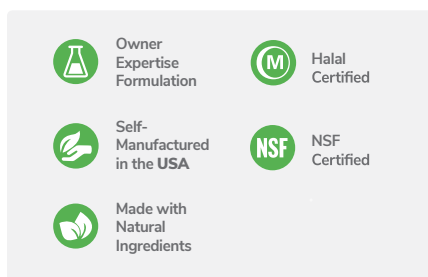 Owner
Expertise
Formulation
Self-
Manufactured
in the USA
Made with
Natural
Ingredients
M
Halal
Certified
NSF
NSF
Certified